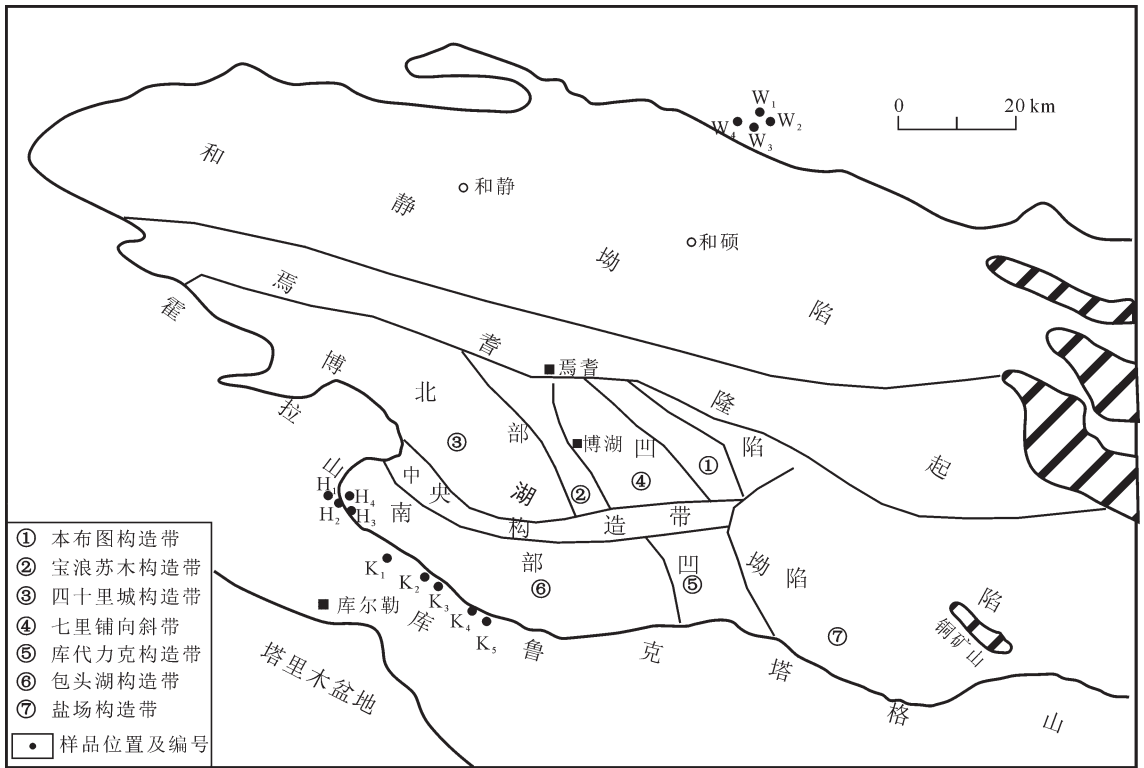 W₁
W₂
W₄
W₃
0 20 km
和静坳陷
和静
和硕
焉耆隆起
焉耆
霍拉山
博湖坳陷
北部凹陷
博湖
中央构造带
南部凹陷
H₁
H₂
H₃
H₄
K₁
K₂
K₃
K₄
K₅
①
②
③
④
⑤
⑥
⑦
库尔勒
库鲁克塔格山
塔里木盆地
铜矿山
① 本布图构造带
② 宝浪苏木构造带
③ 四十里城构造带
④ 七里铺向斜带
⑤ 库代力克构造带
⑥ 包头湖构造带
⑦ 盐场构造带
样品位置及编号